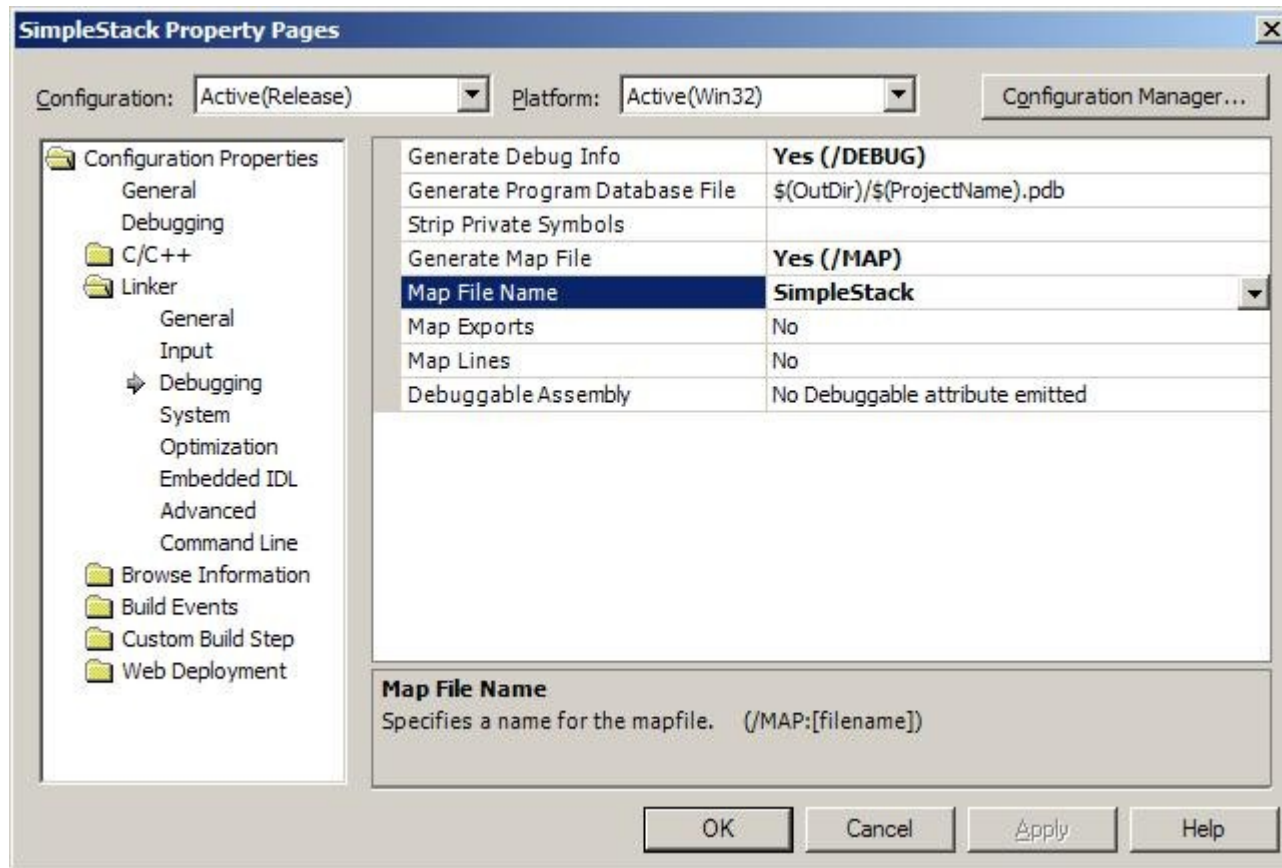 SimpleStack Property Pages
Configuration: Active(Release) Platform: Active(Win32) Configuration Manager...
Configuration Properties
General
Debugging
C/C++
Linker
General
Input
Debugging
System
Optimization
Embedded IDL
Advanced
Command Line
Browse Information
Build Events
Custom Build Step
Web Deployment
Generate Debug Info Yes (/DEBUG)
Generate Program Database File $(OutDir)/$(ProjectName).pdb
Strip Private Symbols
Generate Map File Yes (/MAP)
Map File Name SimpleStack
Map Exports No
Map Lines No
Debuggable Assembly No Debuggable attribute emitted
Map File Name
Specifies a name for the mapfile. (/MAP:[filename])
OK Cancel Apply Help